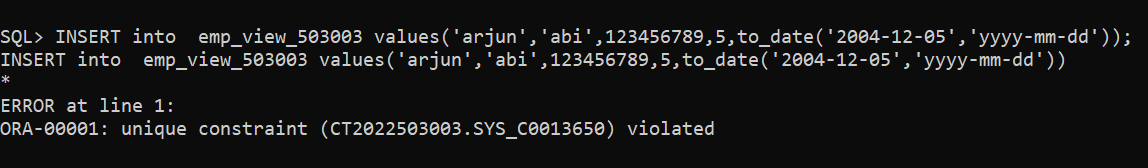 SQL> INSERT into  emp_view_503003 values('arjun','abi',123456789,5,to_date('2004-12-05','yyyy-mm-dd'));
INSERT into  emp_view_503003 values('arjun','abi',123456789,5,to_date('2004-12-05','yyyy-mm-dd'))
*
ERROR at line 1:
ORA-00001: unique constraint (CT2022503003.SYS_C0013650) violated